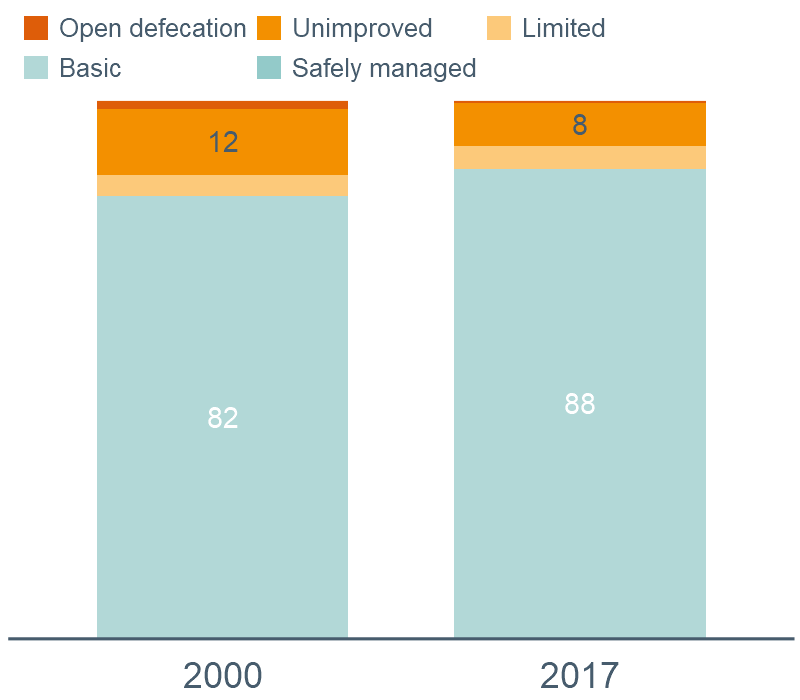 Open defecation Unimproved Limited
Basic Safely managed
12 8
82 88
2000 2017